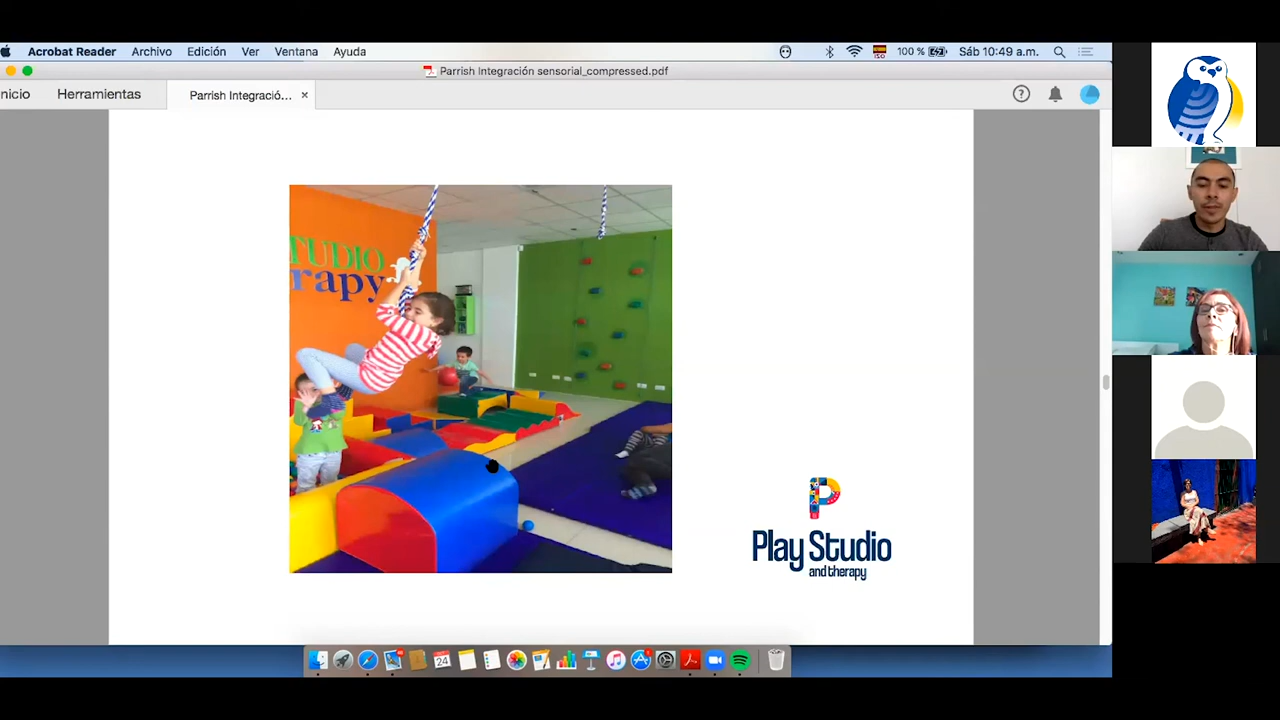 Acrobat Reader Archivo Edición Ver Ventana Ayuda
ISO 100 % Sáb 10:49 a.m.
Parrish Integración sensorial_compressed.pdf
nicio Herramientas Parrish Integració... ×
TUDIO
rapy
P
Play Studio
and therapy
24